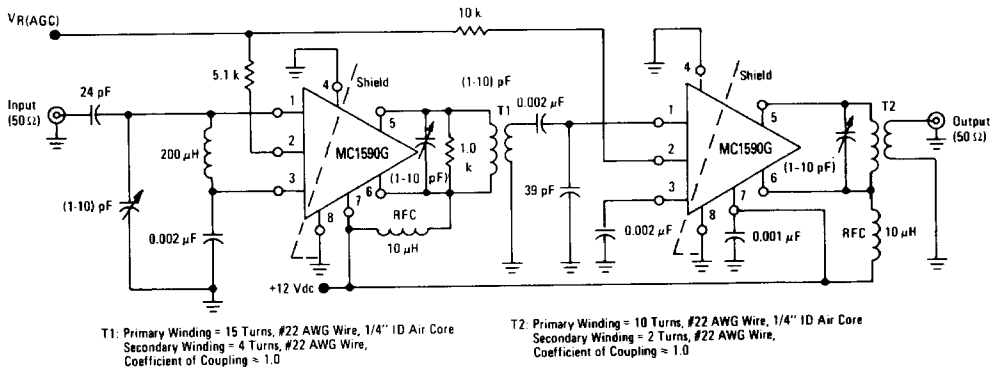 VR(AGC)
10 k
5.1 k
4
Shield
(1-10) pF
4
Shield
Input
(50 Ω)
24 pF
1
2
3
MC1590G
5
6
7
8
(1-10 pF)
1.0 k
T1
0.002 µF
1
2
3
MC1590G
5
6
7
8
(1-10 pF)
T2
Output
(50 Ω)
200 µH
(1-10) pF
0.002 µF
RFC
10 µH
39 pF
0.002 µF
0.001 µF
RFC
10 µH
+12 Vdc
T1: Primary Winding = 15 Turns, #22 AWG Wire, 1/4" ID Air Core
Secondary Winding = 4 Turns, #22 AWG Wire,
Coefficient of Coupling ≈ 1.0
T2: Primary Winding = 10 Turns, #22 AWG Wire, 1/4" ID Air Core
Secondary Winding = 2 Turns, #22 AWG Wire,
Coefficient of Coupling ≈ 1.0